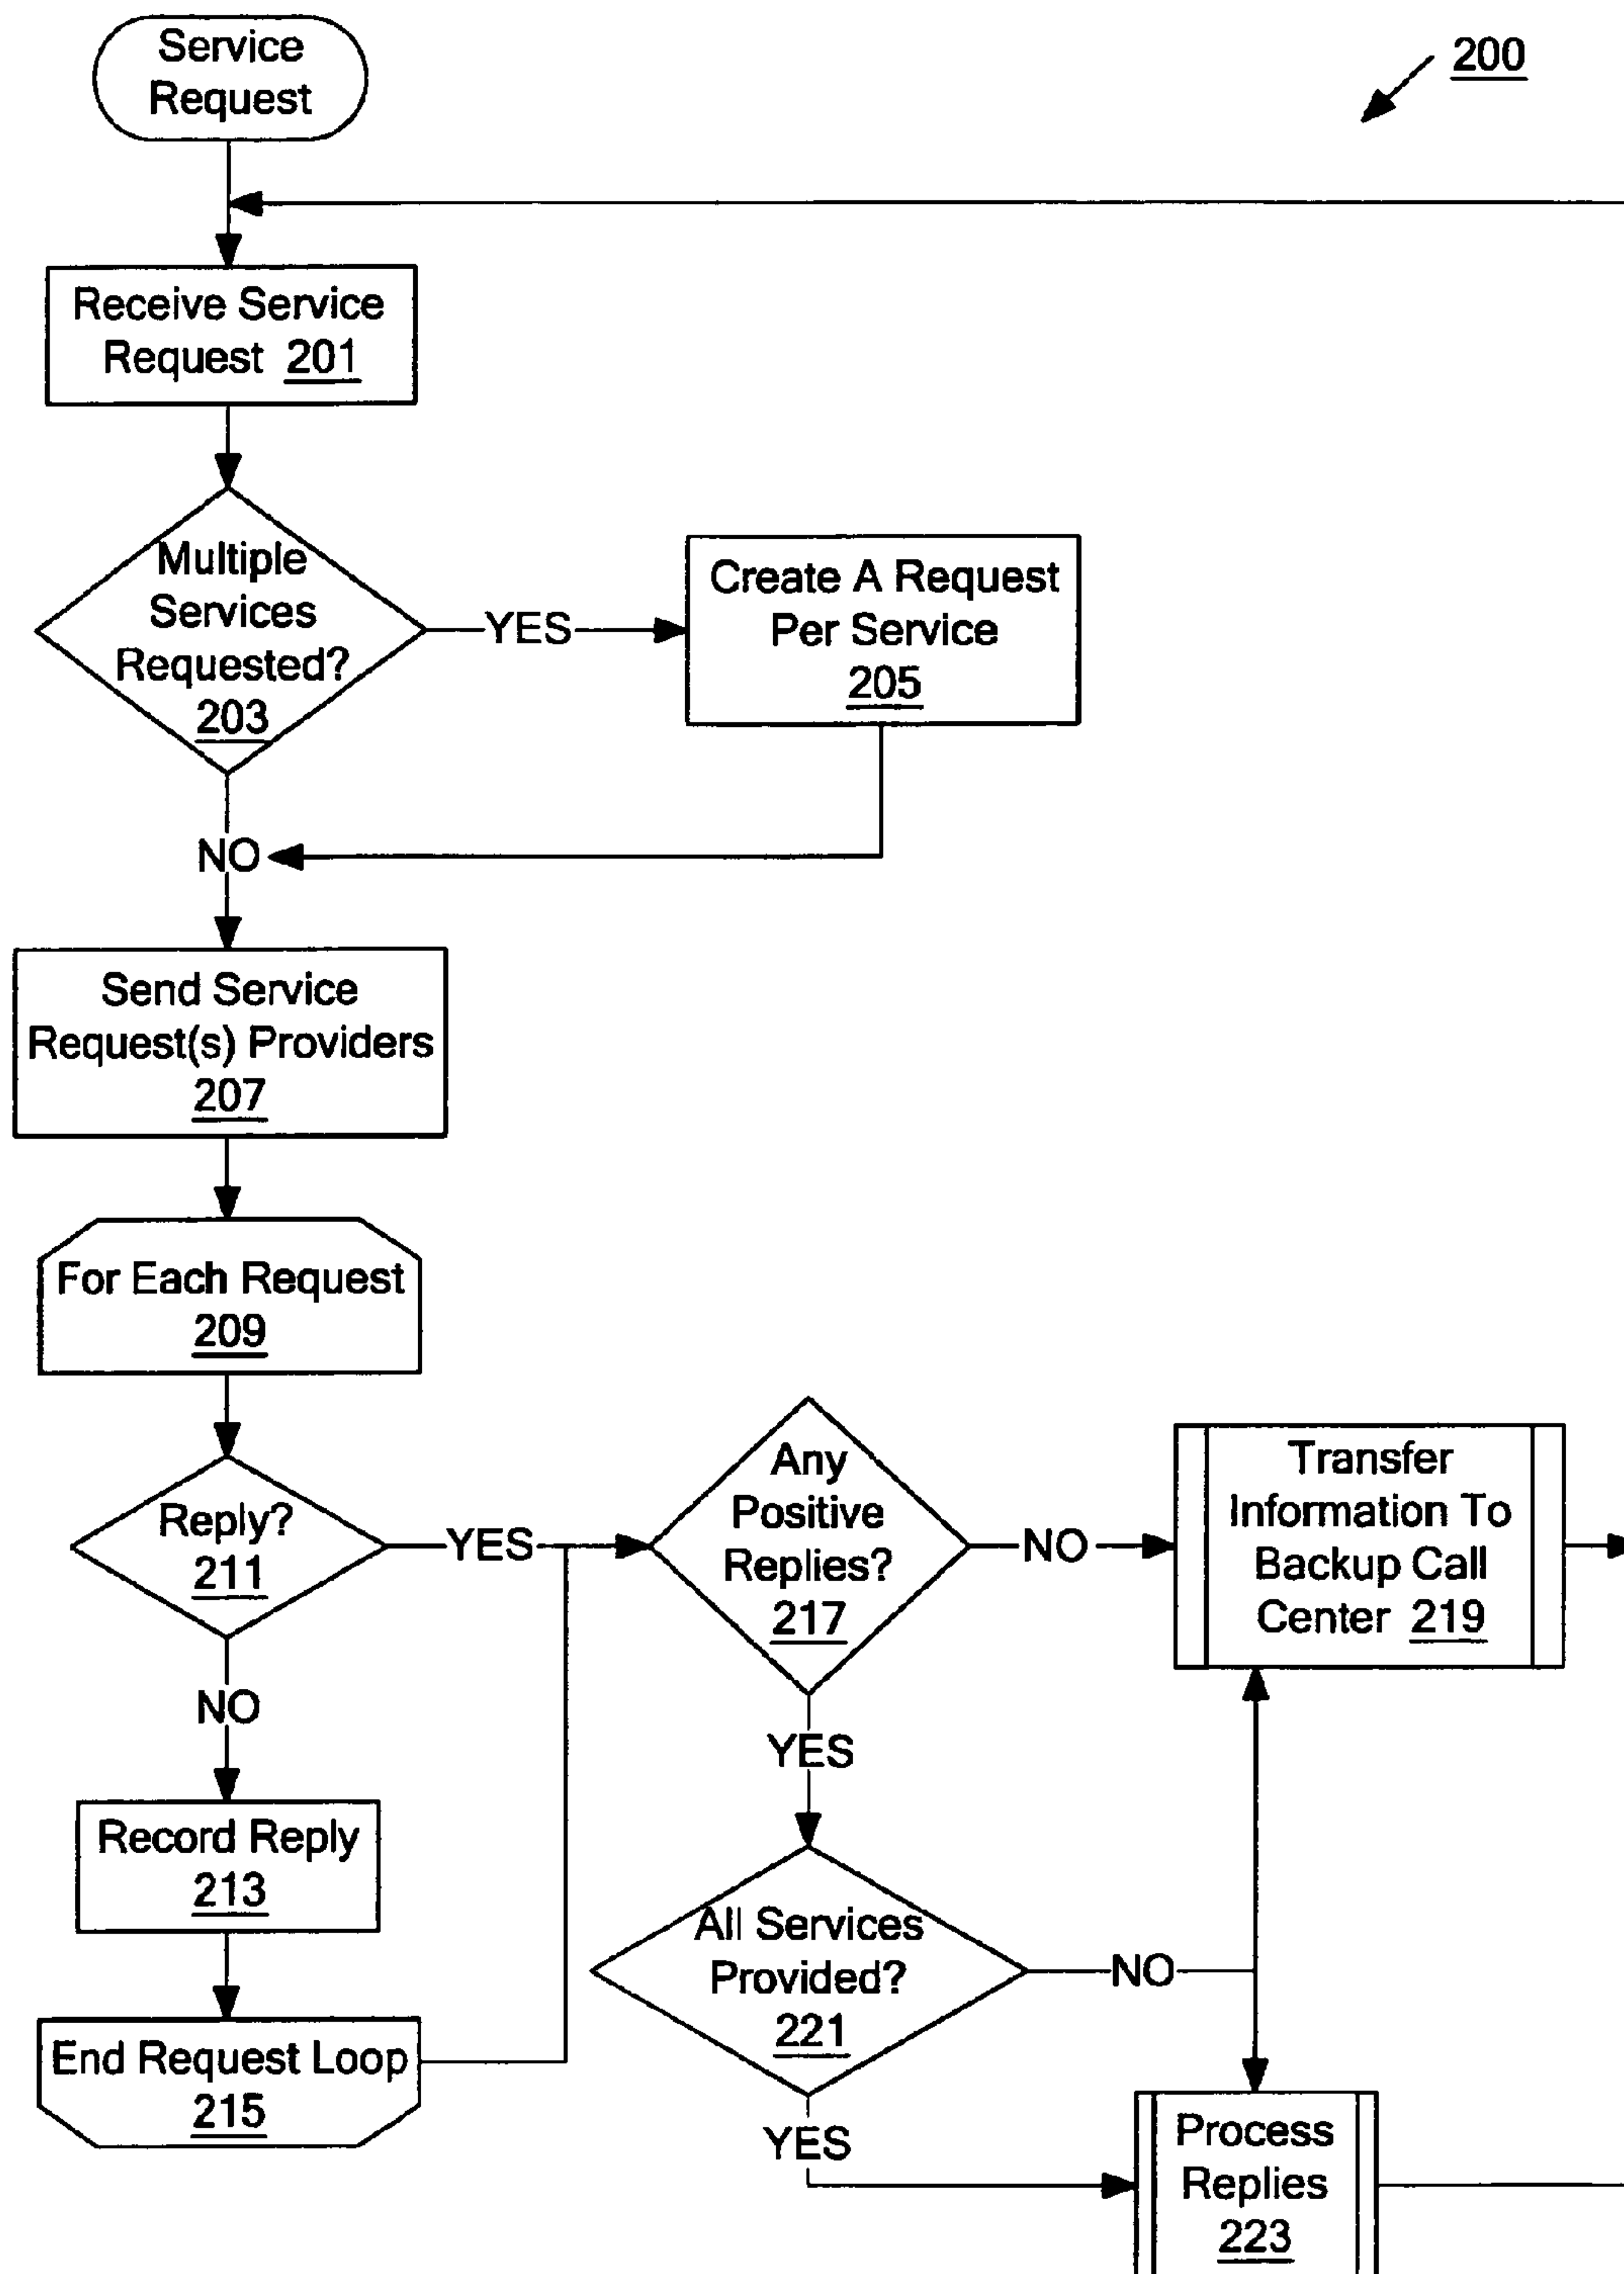 Service
Request
200
Receive Service
Request 201
Multiple
Services
Requested?
203
YES
Create A Request
Per Service
205
NO
Send Service
Request(s) Providers
207
For Each Request
209
Reply?
211
YES
Any
Positive
Replies?
217
NO
Transfer
Information To
Backup Call
Center 219
NO
YES
Record Reply
213
All Services
Provided?
221
NO
End Request Loop
215
YES
Process
Replies
223